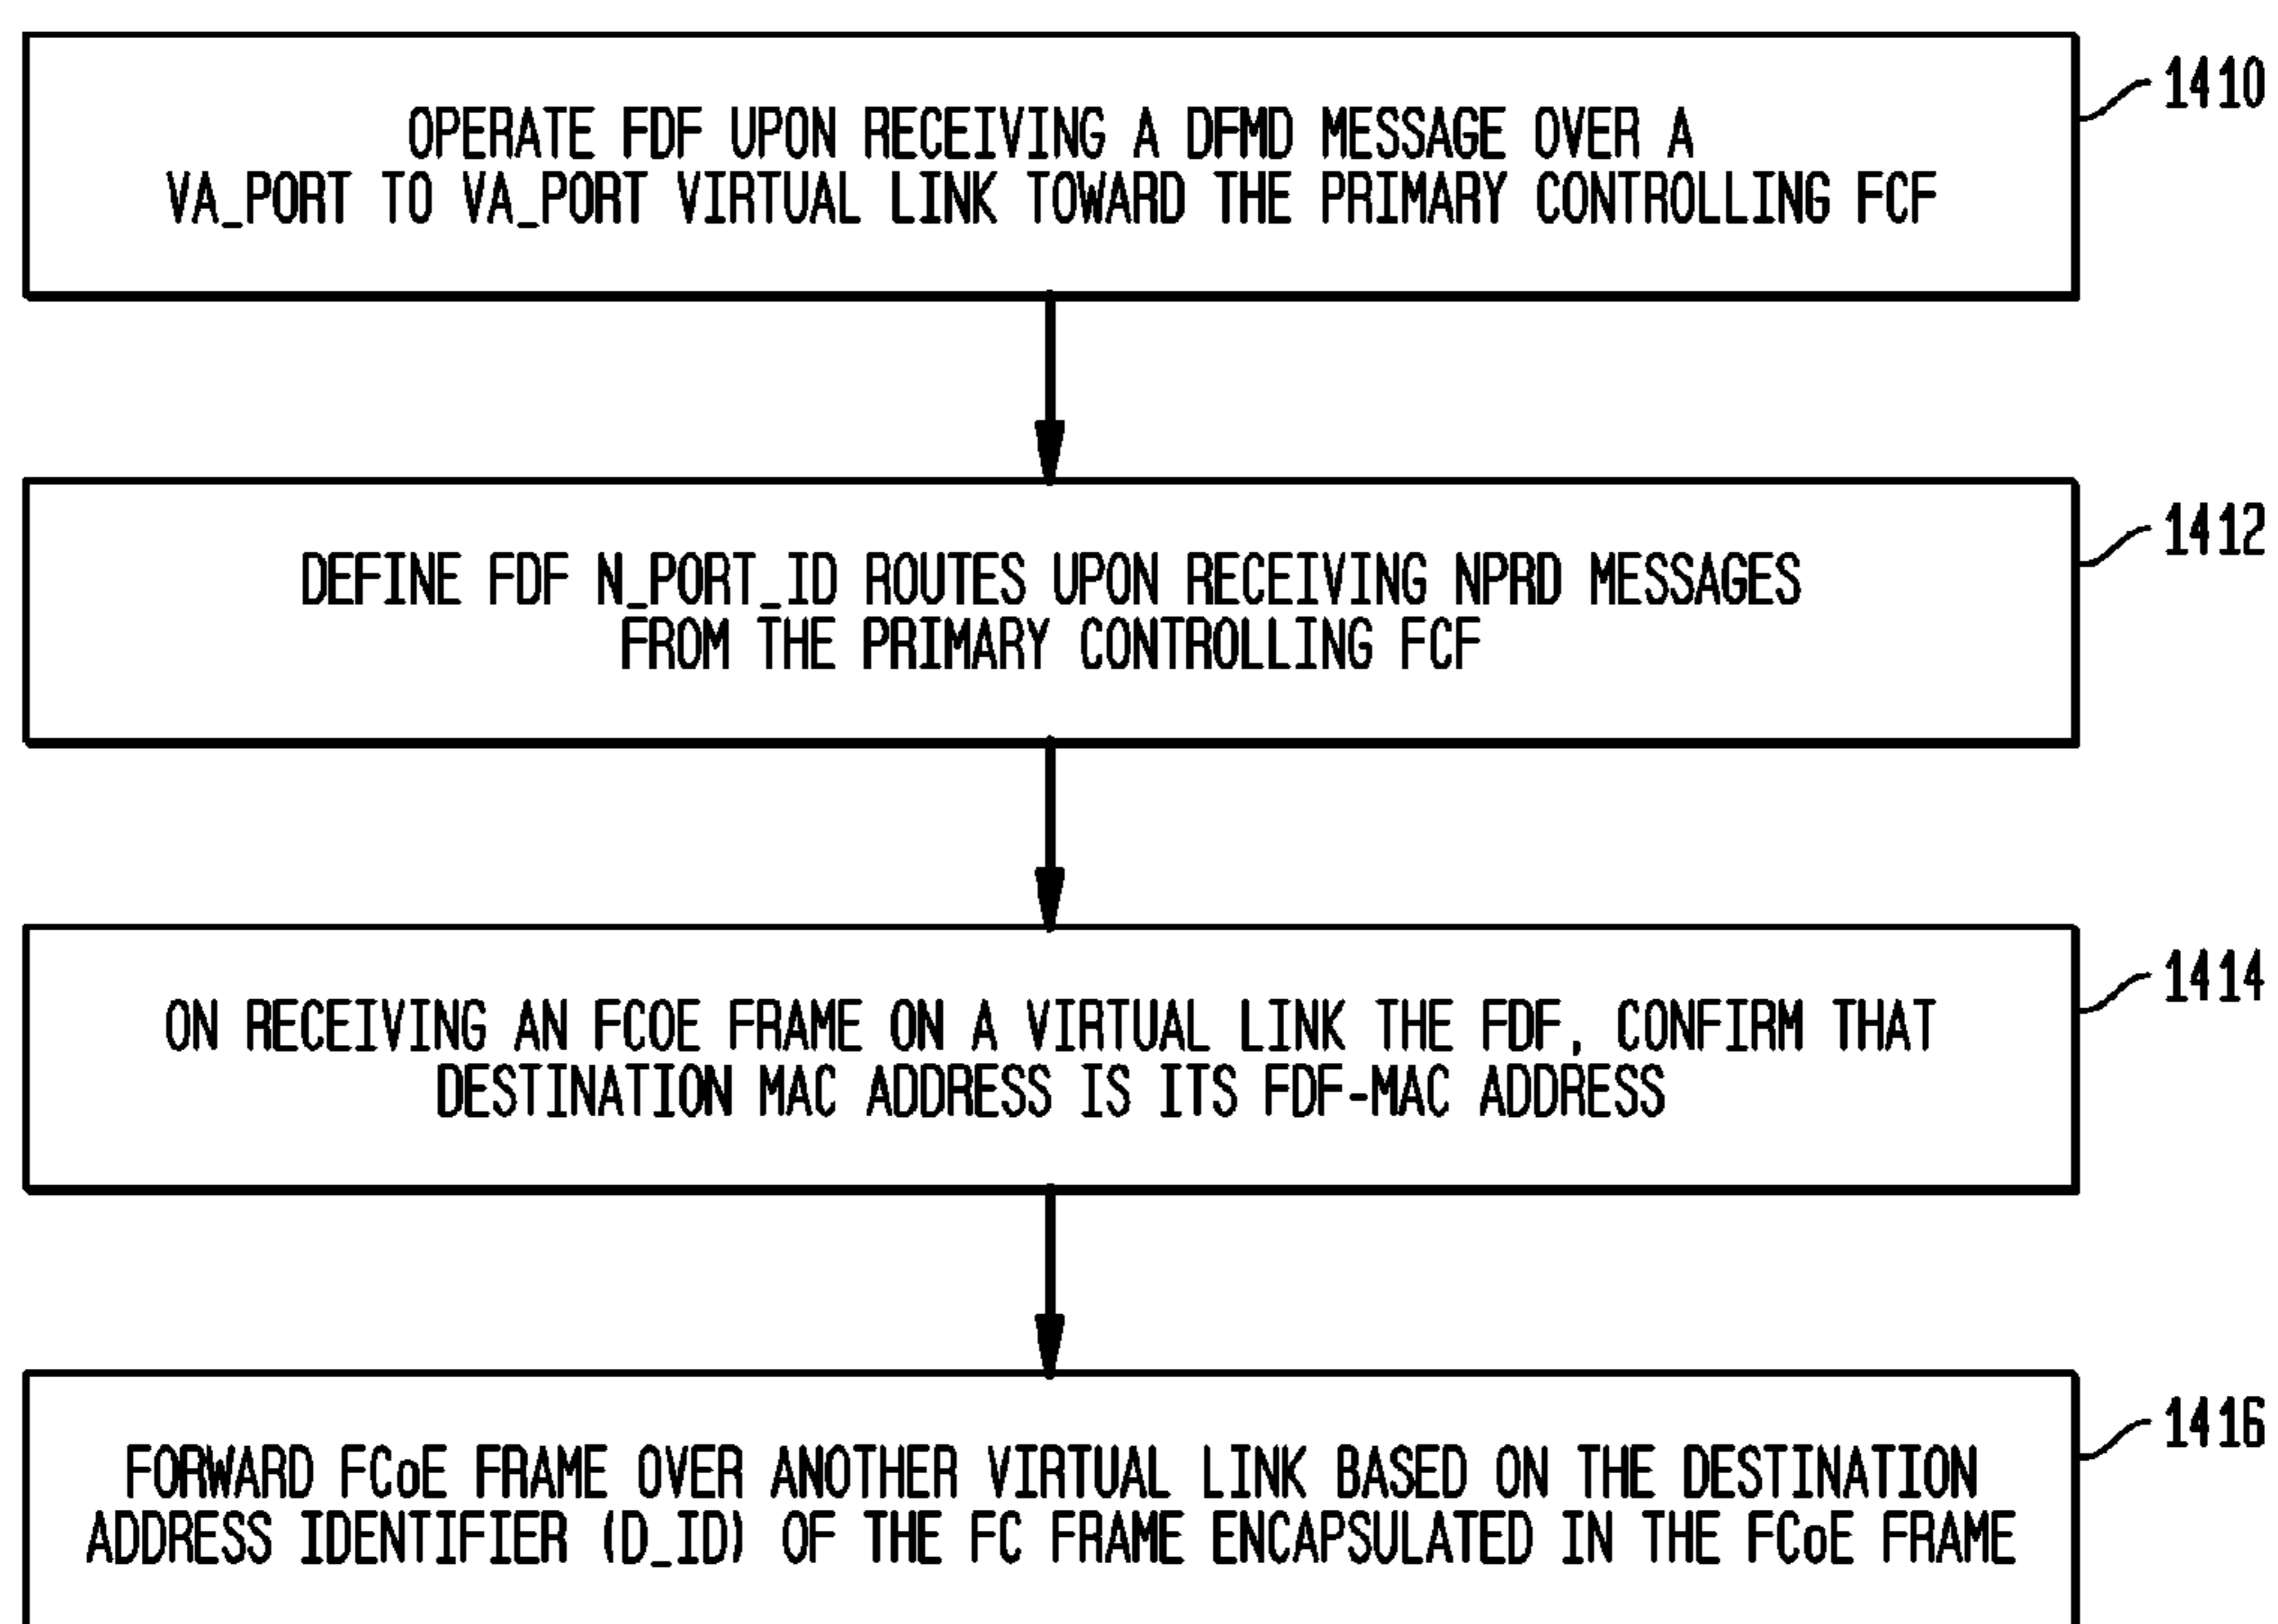 OPERATE FDF UPON RECEIVING A DFMD MESSAGE OVER A
VA_PORT TO VA_PORT VIRTUAL LINK TOWARD THE PRIMARY CONTROLLING FCF
1410
DEFINE FDF N_PORT_ID ROUTES UPON RECEIVING NPRD MESSAGES
FROM THE PRIMARY CONTROLLING FCF
1412
ON RECEIVING AN FCOE FRAME ON A VIRTUAL LINK THE FDF, CONFIRM THAT
DESTINATION MAC ADDRESS IS ITS FDF-MAC ADDRESS
1414
FORWARD FCoE FRAME OVER ANOTHER VIRTUAL LINK BASED ON THE DESTINATION
ADDRESS IDENTIFIER (D_ID) OF THE FC FRAME ENCAPSULATED IN THE FCoE FRAME
1416